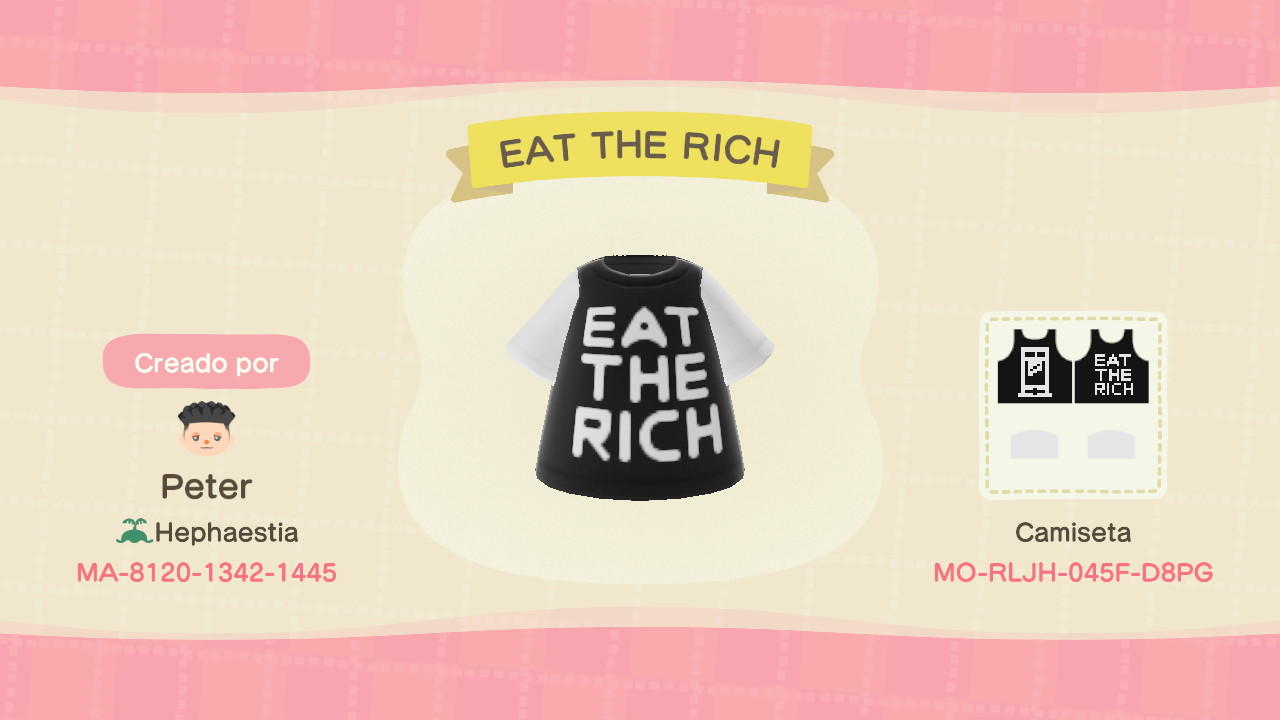 EAT THE RICH
EAT
THE
RICH
Creado por
Peter
Hephaestia
MA-8120-1342-1445
EAT
THE
RICH
Camiseta
MO-RLJH-045F-D8PG